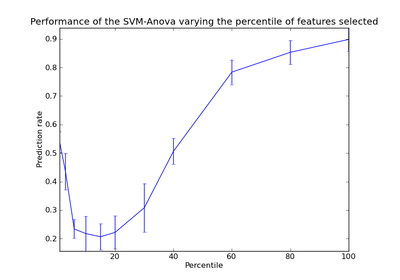 Performance of the SVM-Anova varying the percentile of features selected
0.9
0.8
0.7
0.6
0.5
0.4
0.3
0.2
Prediction rate
20 40 60 80 100
Percentile